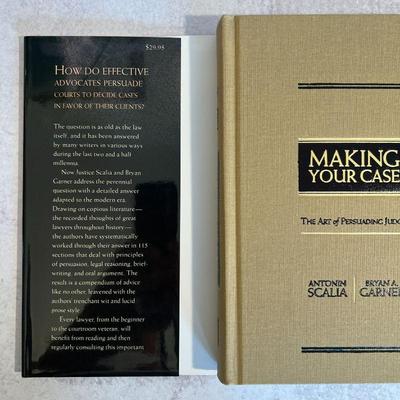 $29.95
HOW DO EFFECTIVE
ADVOCATES PERSUADE
COURTS TO DECIDE CASES
IN FAVOR OF THEIR CLIENTS?
The question is as old as the law
itself, and it has been answered
by many writers in various ways
during the last two and a half
millennia.
Now Justice Scalia and Bryan
Garner address the perennial
question with a detailed answer
adapted to the modern era.
Drawing on copious literature—
the recorded thoughts of great
lawyers throughout history—
the authors have systematically
worked through their answer in 115
sections that deal with principles
of persuasion, legal reasoning, brief-
writing, and oral argument. The
result is a compendium of advice
like no other, leavened with the
authors' trenchant wit and lucid
prose style.
Every lawyer, from the beginner
to the courtroom veteran, will
benefit from reading and then
regularly consulting this important
MAKING
YOUR CASE
THE ART of PERSUADING JUDG
ANTONIN
SCALIA
BRYAN A.
GARNER